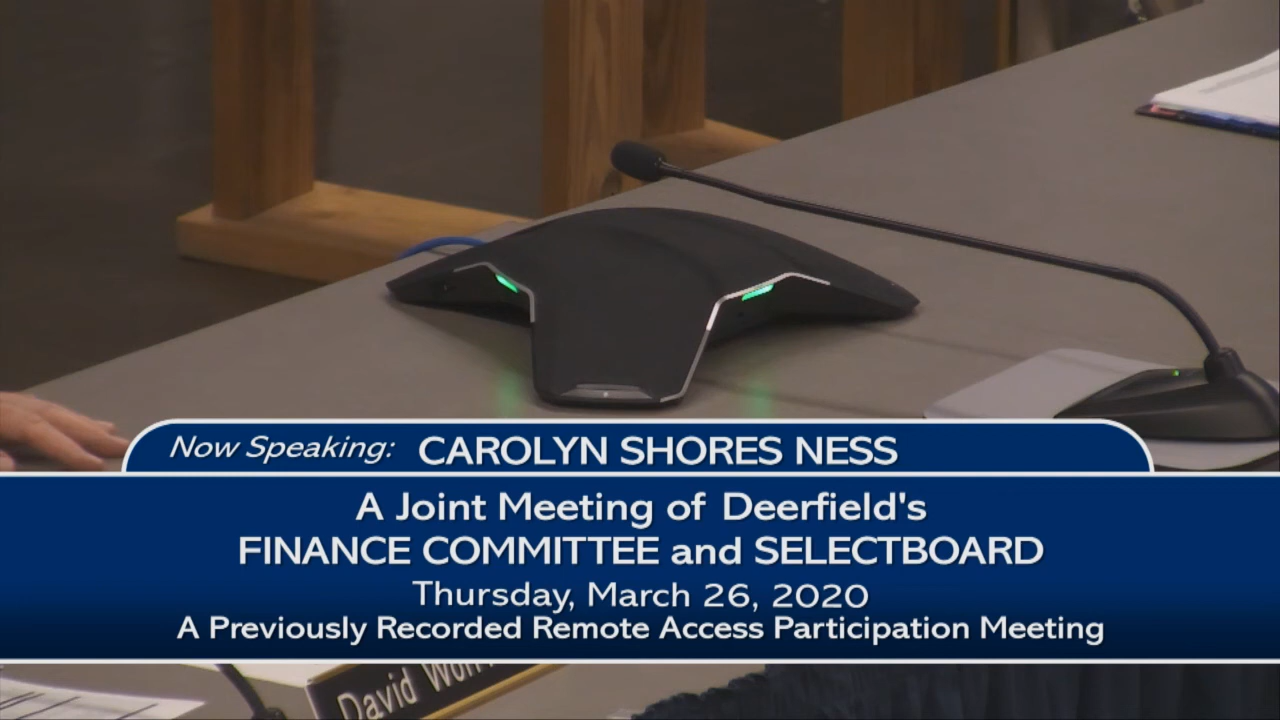 Now Speaking: CAROLYN SHORES NESS
A Joint Meeting of Deerfield's
FINANCE COMMITTEE and SELECTBOARD
Thursday, March 26, 2020
A Previously Recorded Remote Access Participation Meeting
David